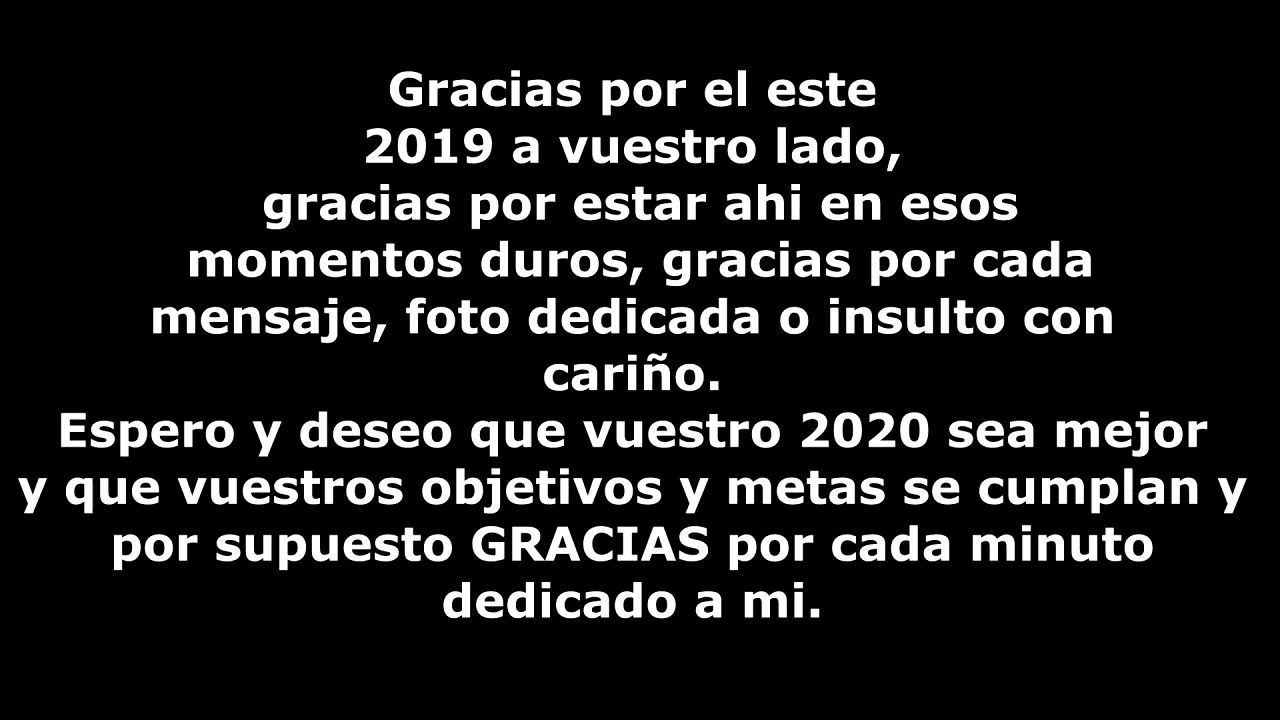 Gracias por el este
2019 a vuestro lado,
gracias por estar ahi en esos
momentos duros, gracias por cada
mensaje, foto dedicada o insulto con
cariño.
Espero y deseo que vuestro 2020 sea mejor
y que vuestros objetivos y metas se cumplan y
por supuesto GRACIAS por cada minuto
dedicado a mi.